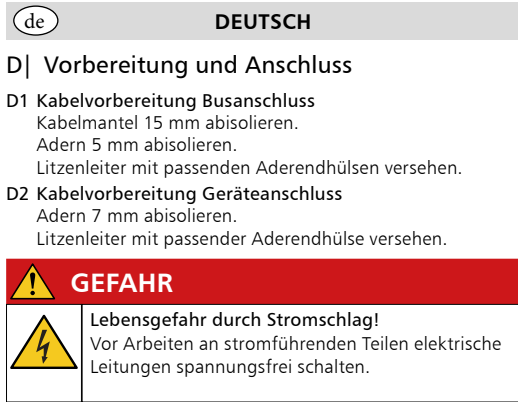 de DEUTSCH
D| Vorbereitung und Anschluss
D1 Kabelvorbereitung Busanschluss
Kabelmantel 15 mm abisolieren.
Adern 5 mm abisolieren.
Litzenleiter mit passenden Aderendhülsen versehen.
D2 Kabelvorbereitung Geräteanschluss
Adern 7 mm abisolieren.
Litzenleiter mit passender Aderendhülse versehen.
GEFAHR
Lebensgefahr durch Stromschlag!
Vor Arbeiten an stromführenden Teilen elektrische
Leitungen spannungsfrei schalten.